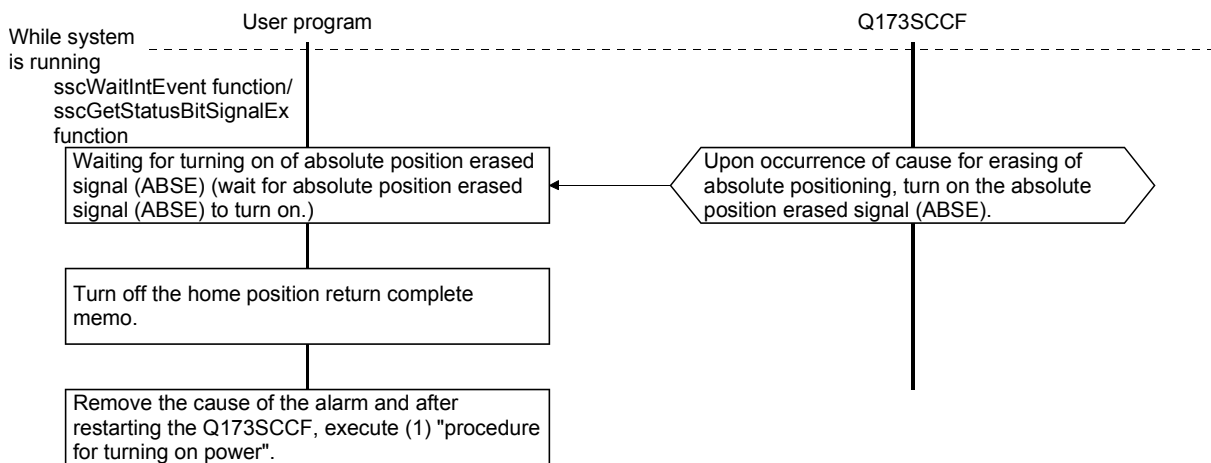 User program
Q173SCCF
While system
is running
sscWaitIntEvent function/
sscGetStatusBitSignalEx
function
Waiting for turning on of absolute position erased
signal (ABSE) (wait for absolute position erased
signal (ABSE) to turn on.)
Upon occurrence of cause for erasing of
absolute positioning, turn on the absolute
position erased signal (ABSE).
Turn off the home position return complete
memo.
Remove the cause of the alarm and after
restarting the Q173SCCF, execute (1) "procedure
for turning on power".